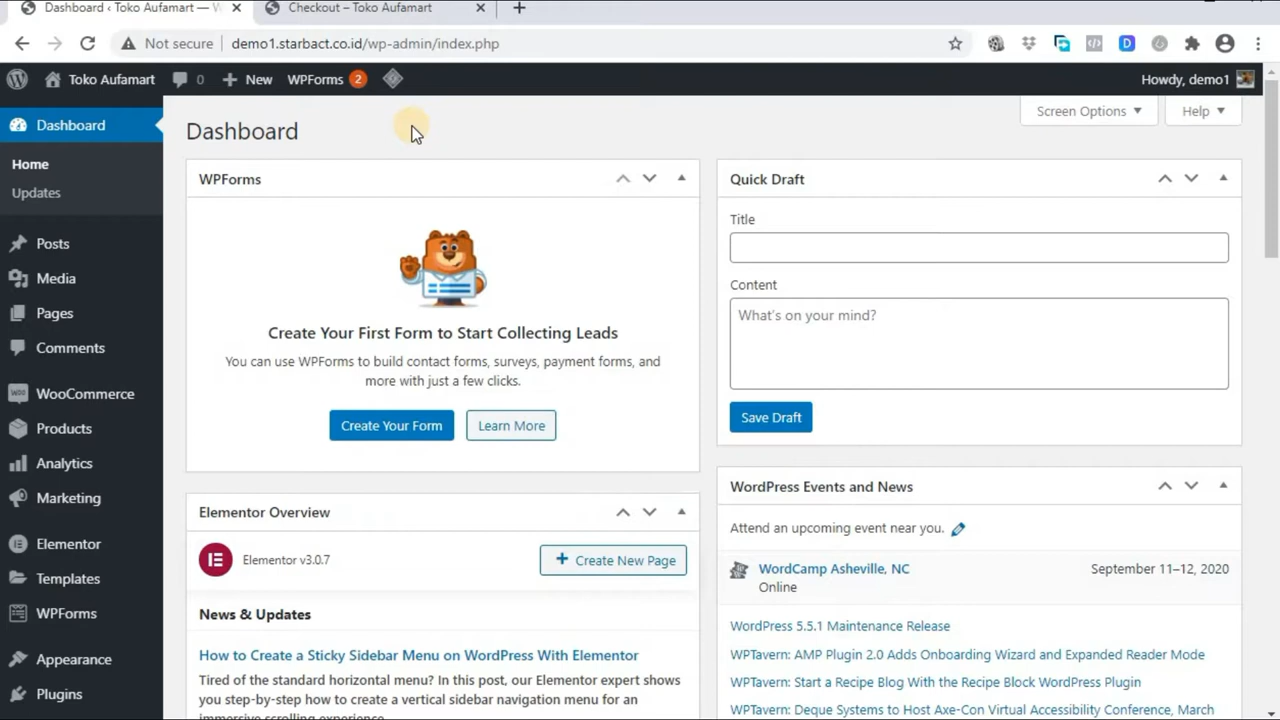 Dashboard ‹ Toko Aufamart — W
Checkout – Toko Aufamart
Not secure
demo1.starbact.co.id/wp-admin/index.php
Toko Aufamart
0
New
WPForms 2
Howdy, demo1
Dashboard
Home
Updates
Posts
Media
Pages
Comments
WooCommerce
Products
Analytics
Marketing
Elementor
Templates
WPForms
Appearance
Plugins
Dashboard
Screen Options
Help
WPForms
Create Your First Form to Start Collecting Leads
You can use WPForms to build contact forms, surveys, payment forms, and
more with just a few clicks.
Create Your Form
Learn More
Elementor Overview
Elementor v3.0.7
Create New Page
News & Updates
How to Create a Sticky Sidebar Menu on WordPress With Elementor
Tired of the standard horizontal menu? In this post, our Elementor expert shows
you step-by-step how to create a vertical sidebar navigation menu for an
immersive scrolling experience.
Quick Draft
Title
Content
What's on your mind?
Save Draft
WordPress Events and News
Attend an upcoming event near you.
WordCamp Asheville, NC
September 11–12, 2020
Online
WordPress 5.5.1 Maintenance Release
WPTavern: AMP Plugin 2.0 Adds Onboarding Wizard and Expanded Reader Mode
WPTavern: Start a Recipe Blog With the Recipe Block WordPress Plugin
WPTavern: Deque Systems to Host Axe-Con Virtual Accessibility Conference, March